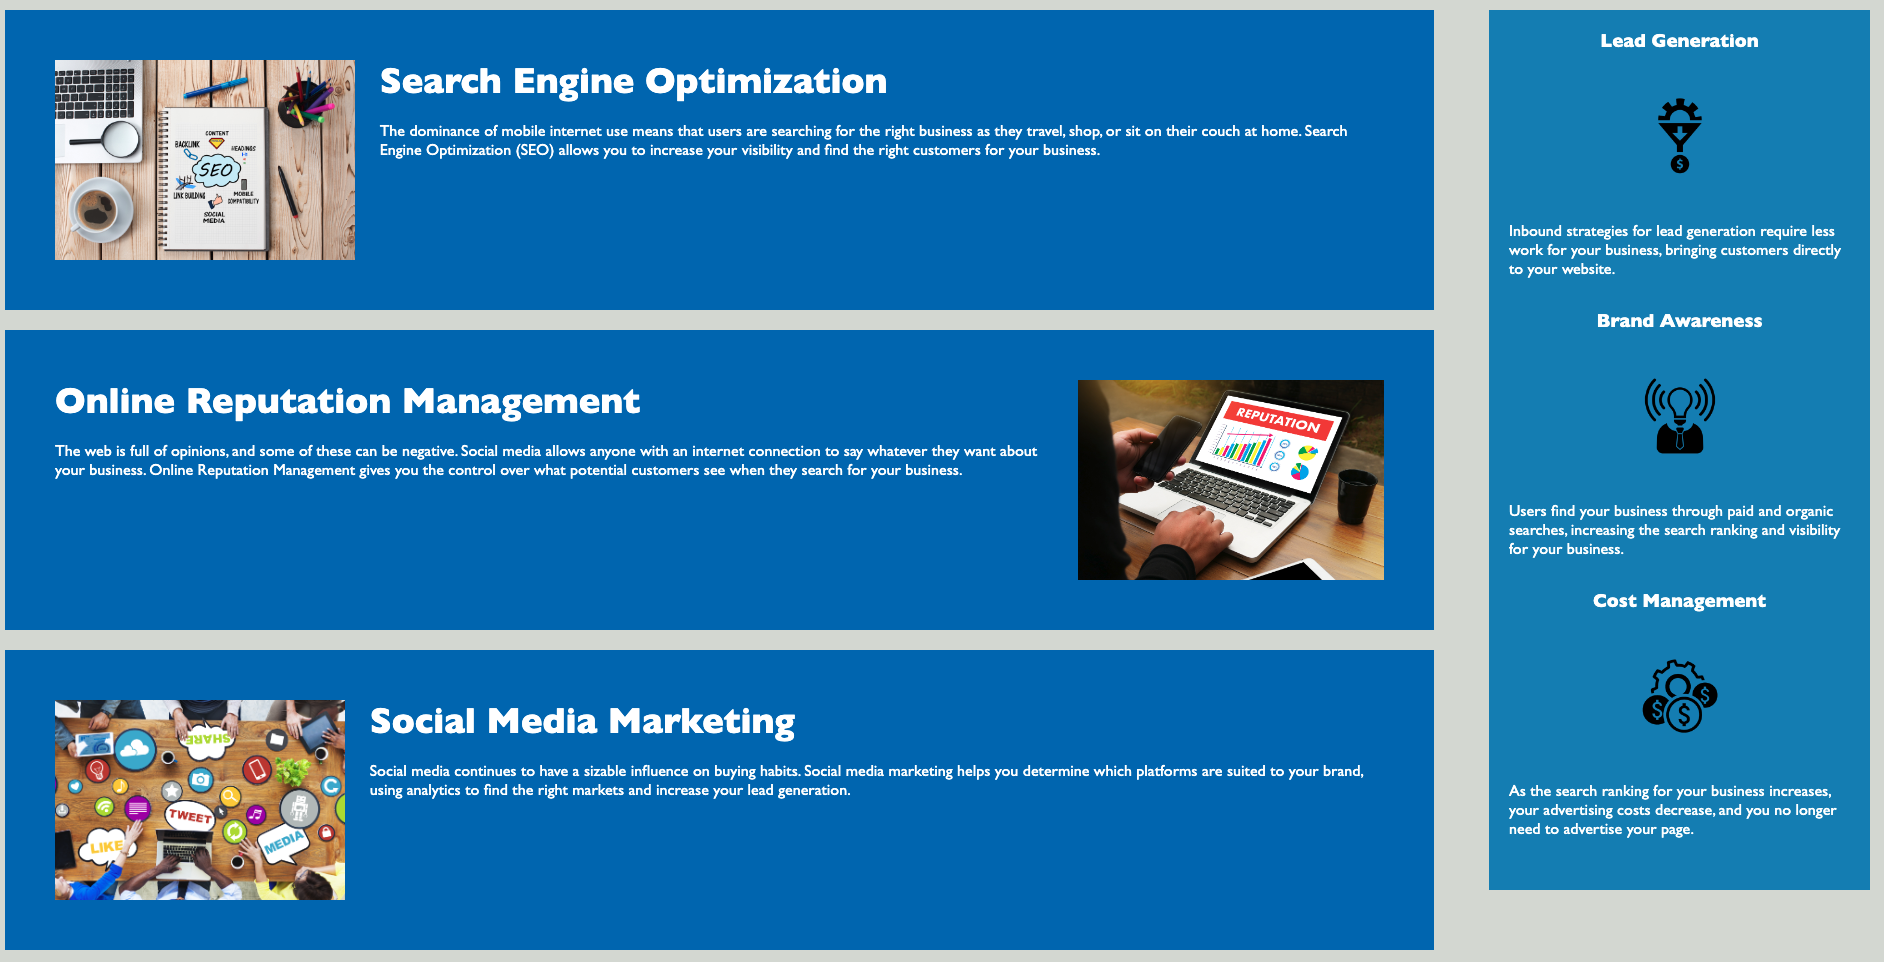 Search Engine Optimization
The dominance of mobile internet use means that users are searching for the right business as they travel, shop, or sit on their couch at home. Search
Engine Optimization (SEO) allows you to increase your visibility and find the right customers for your business.
CONTENT
BACKLINK
HEADINGS
SEO
LINK BUILDING
MOBILE
COMPATIBILITY
SOCIAL
MEDIA
Online Reputation Management
The web is full of opinions, and some of these can be negative. Social media allows anyone with an internet connection to say whatever they want about
your business. Online Reputation Management gives you the control over what potential customers see when they search for your business.
REPUTATION
Social Media Marketing
Social media continues to have a sizable influence on buying habits. Social media marketing helps you determine which platforms are suited to your brand,
using analytics to find the right markets and increase your lead generation.
SHARE
TWEET
LIKE
MEDIA
Lead Generation
$
Inbound strategies for lead generation require less
work for your business, bringing customers directly
to your website.
Brand Awareness
Users find your business through paid and organic
searches, increasing the search ranking and visibility
for your business.
Cost Management
$
$
$
As the search ranking for your business increases,
your advertising costs decrease, and you no longer
need to advertise your page.